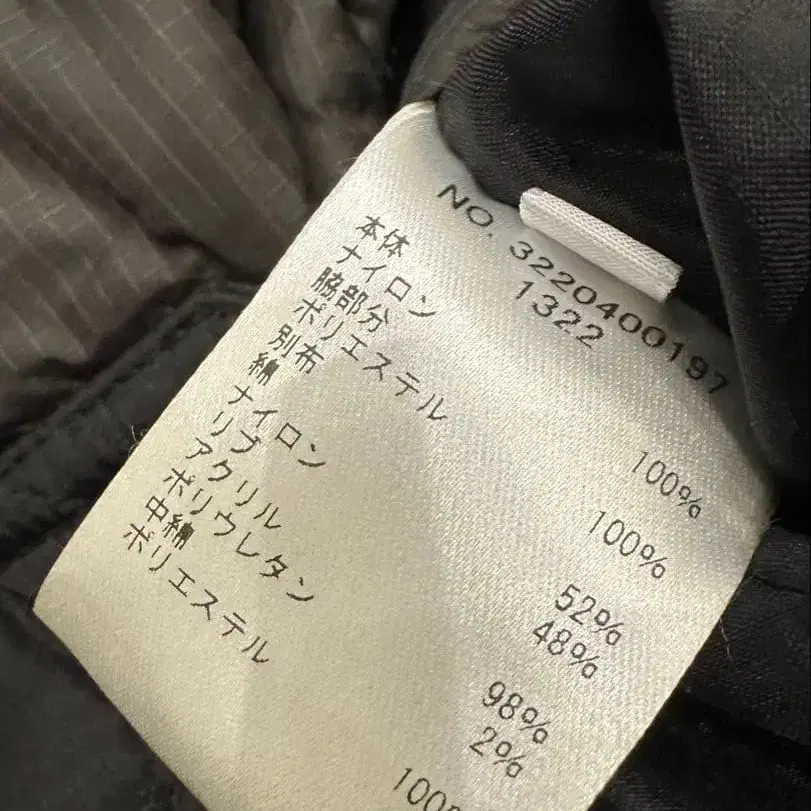 NO. 3220400197
1322
本体
ナイロン 100%
脇部分
ポリエステル 100%
別布
綿 52%
ナイロン 48%
リブ
アクリル 98%
ポリウレタン 2%
中綿
ポリエステル 100%